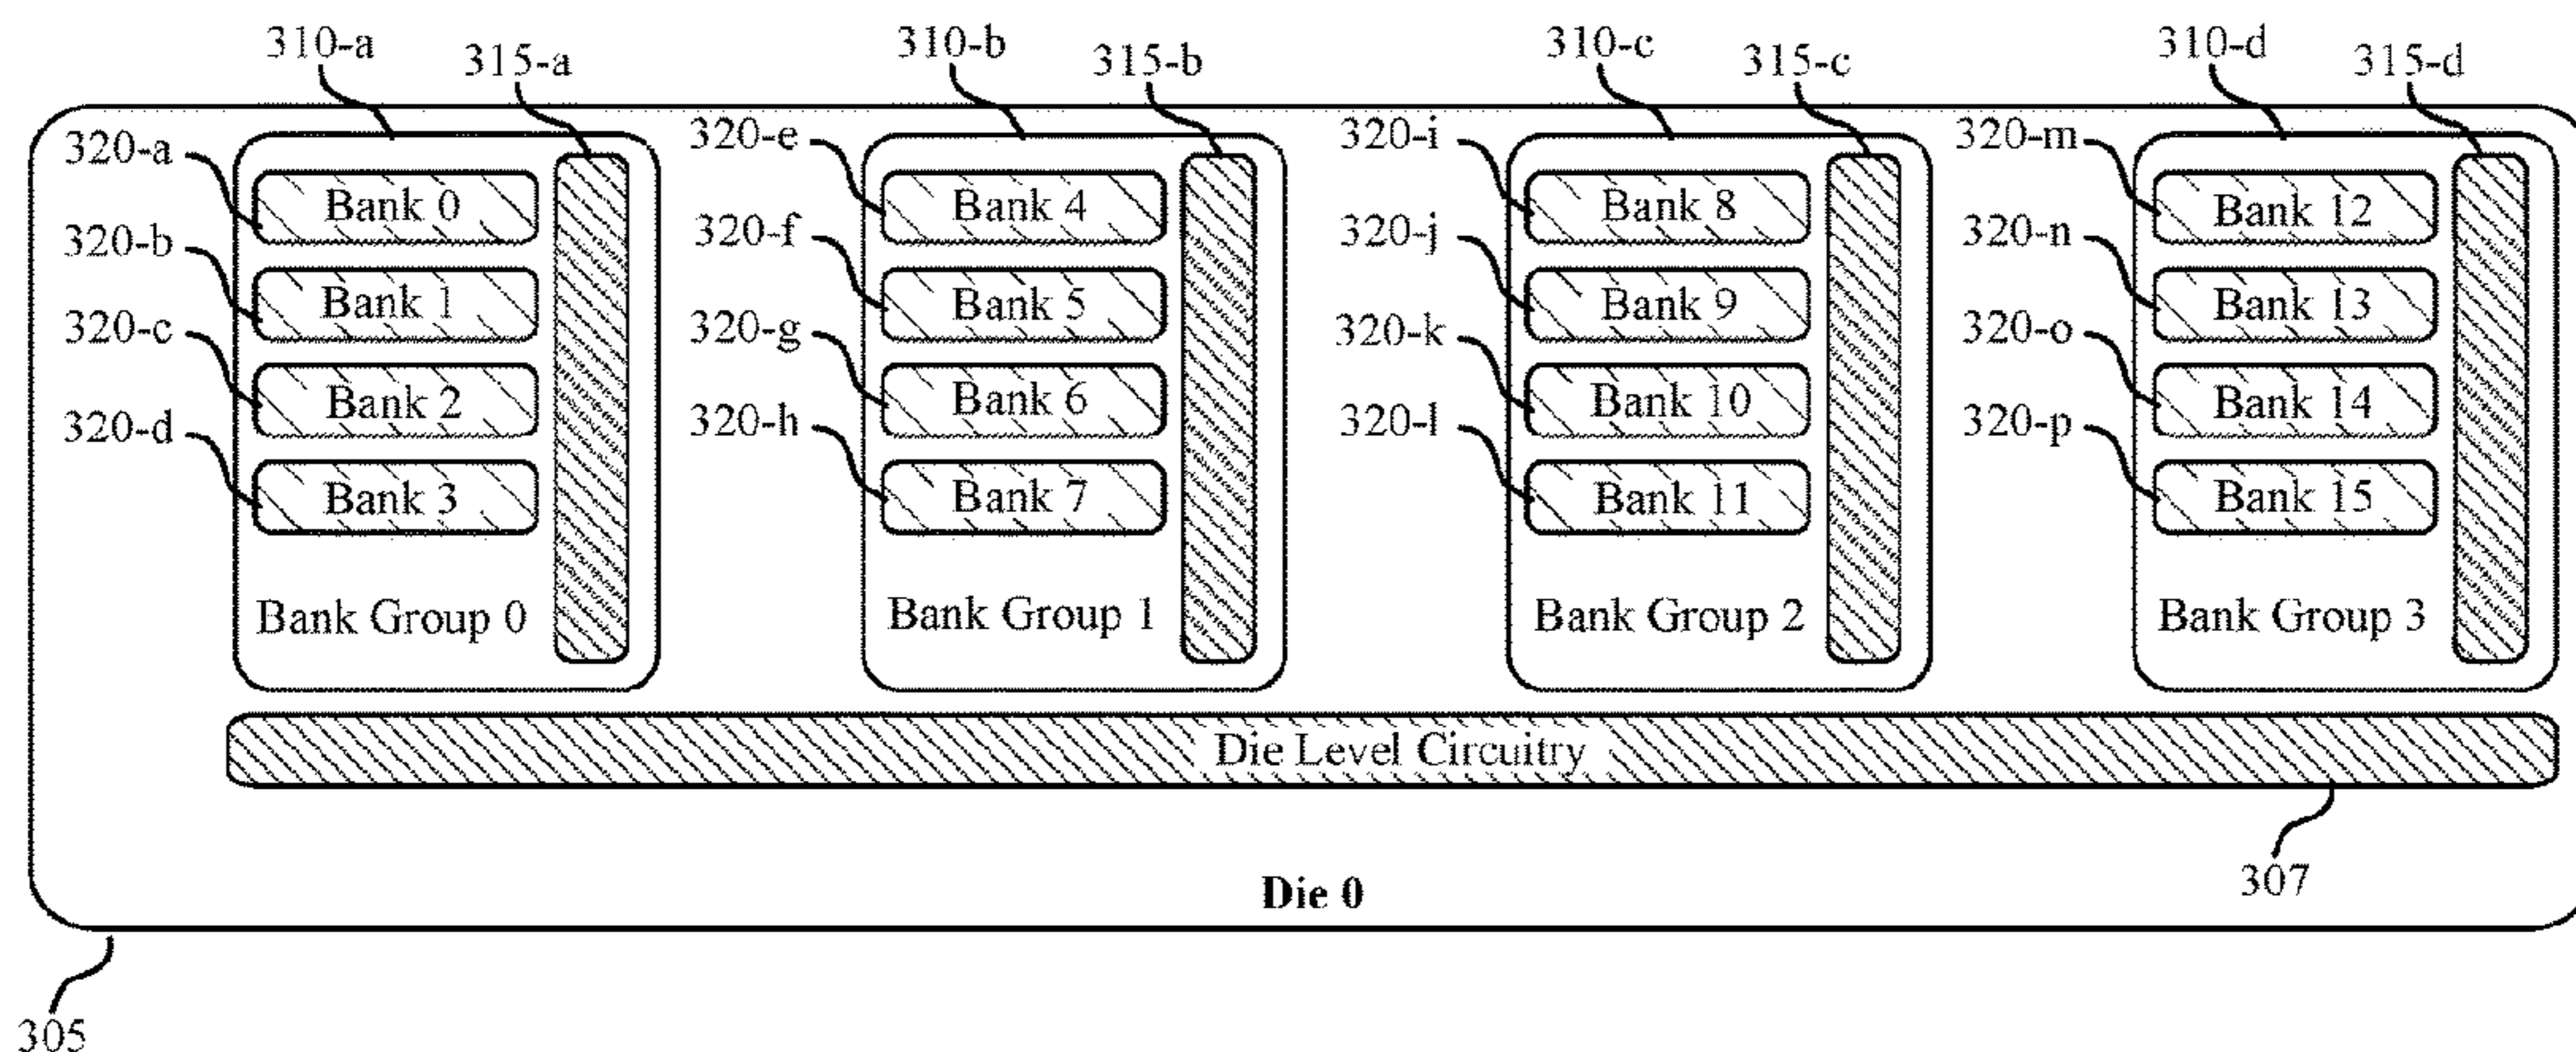 310-a 315-a 310-b 315-b 310-c 315-c 310-d 315-d
320-a 320-e 320-i 320-m
Bank 0 Bank 4 Bank 8 Bank 12
320-b 320-f 320-j 320-n
Bank 1 Bank 5 Bank 9 Bank 13
320-c 320-g 320-k 320-o
Bank 2 Bank 6 Bank 10 Bank 14
320-d 320-h 320-l 320-p
Bank 3 Bank 7 Bank 11 Bank 15
Bank Group 0 Bank Group 1 Bank Group 2 Bank Group 3
Die Level Circuitry
307
Die 0
305